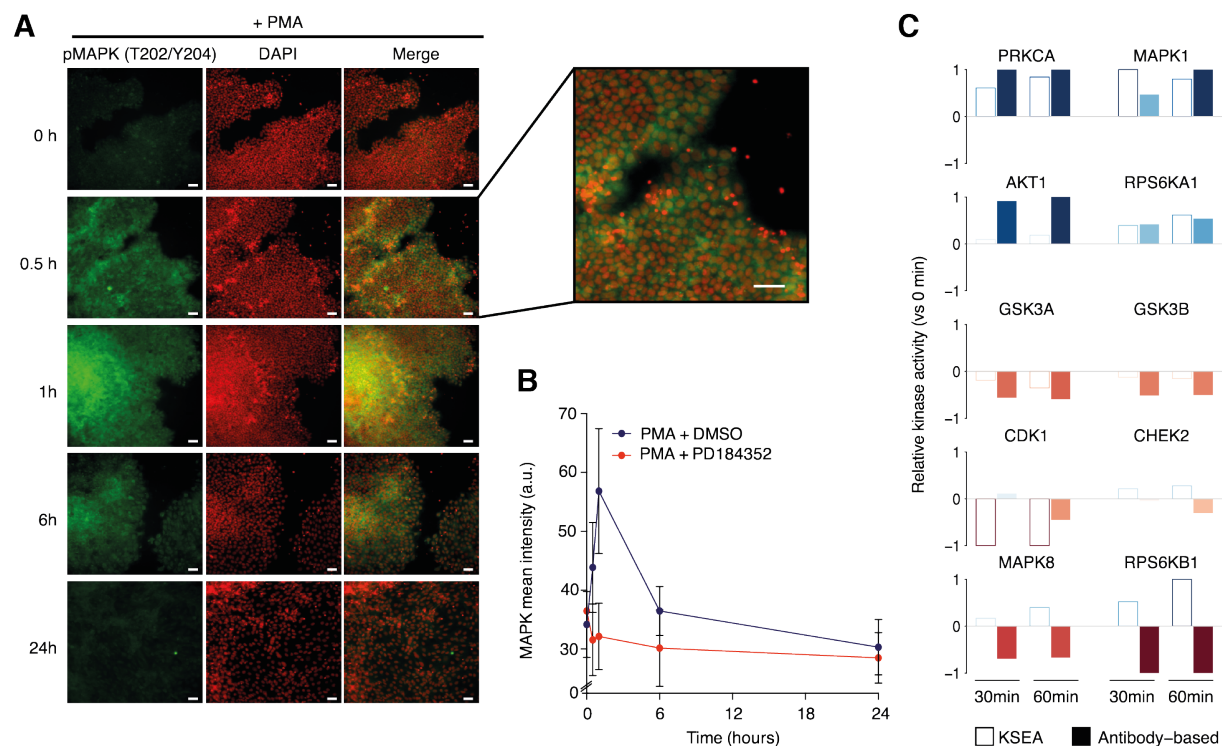 A
+ PMA
pMAPK (T202/Y204) DAPI Merge
0 h
0.5 h
1h
6h
24h
B
70
60
50
40
30
0
MAPK mean intensity (a.u.)
PMA + DMSO
PMA + PD184352
0 6 12 18 24
Time (hours)
C
Relative kinase activity (vs 0 min)
PRKCA MAPK1
1
0
−1
AKT1 RPS6KA1
1
0
−1
GSK3A GSK3B
1
0
−1
CDK1 CHEK2
1
0
−1
MAPK8 RPS6KB1
1
0
−1
30min 60min 30min 60min
KSEA Antibody−based